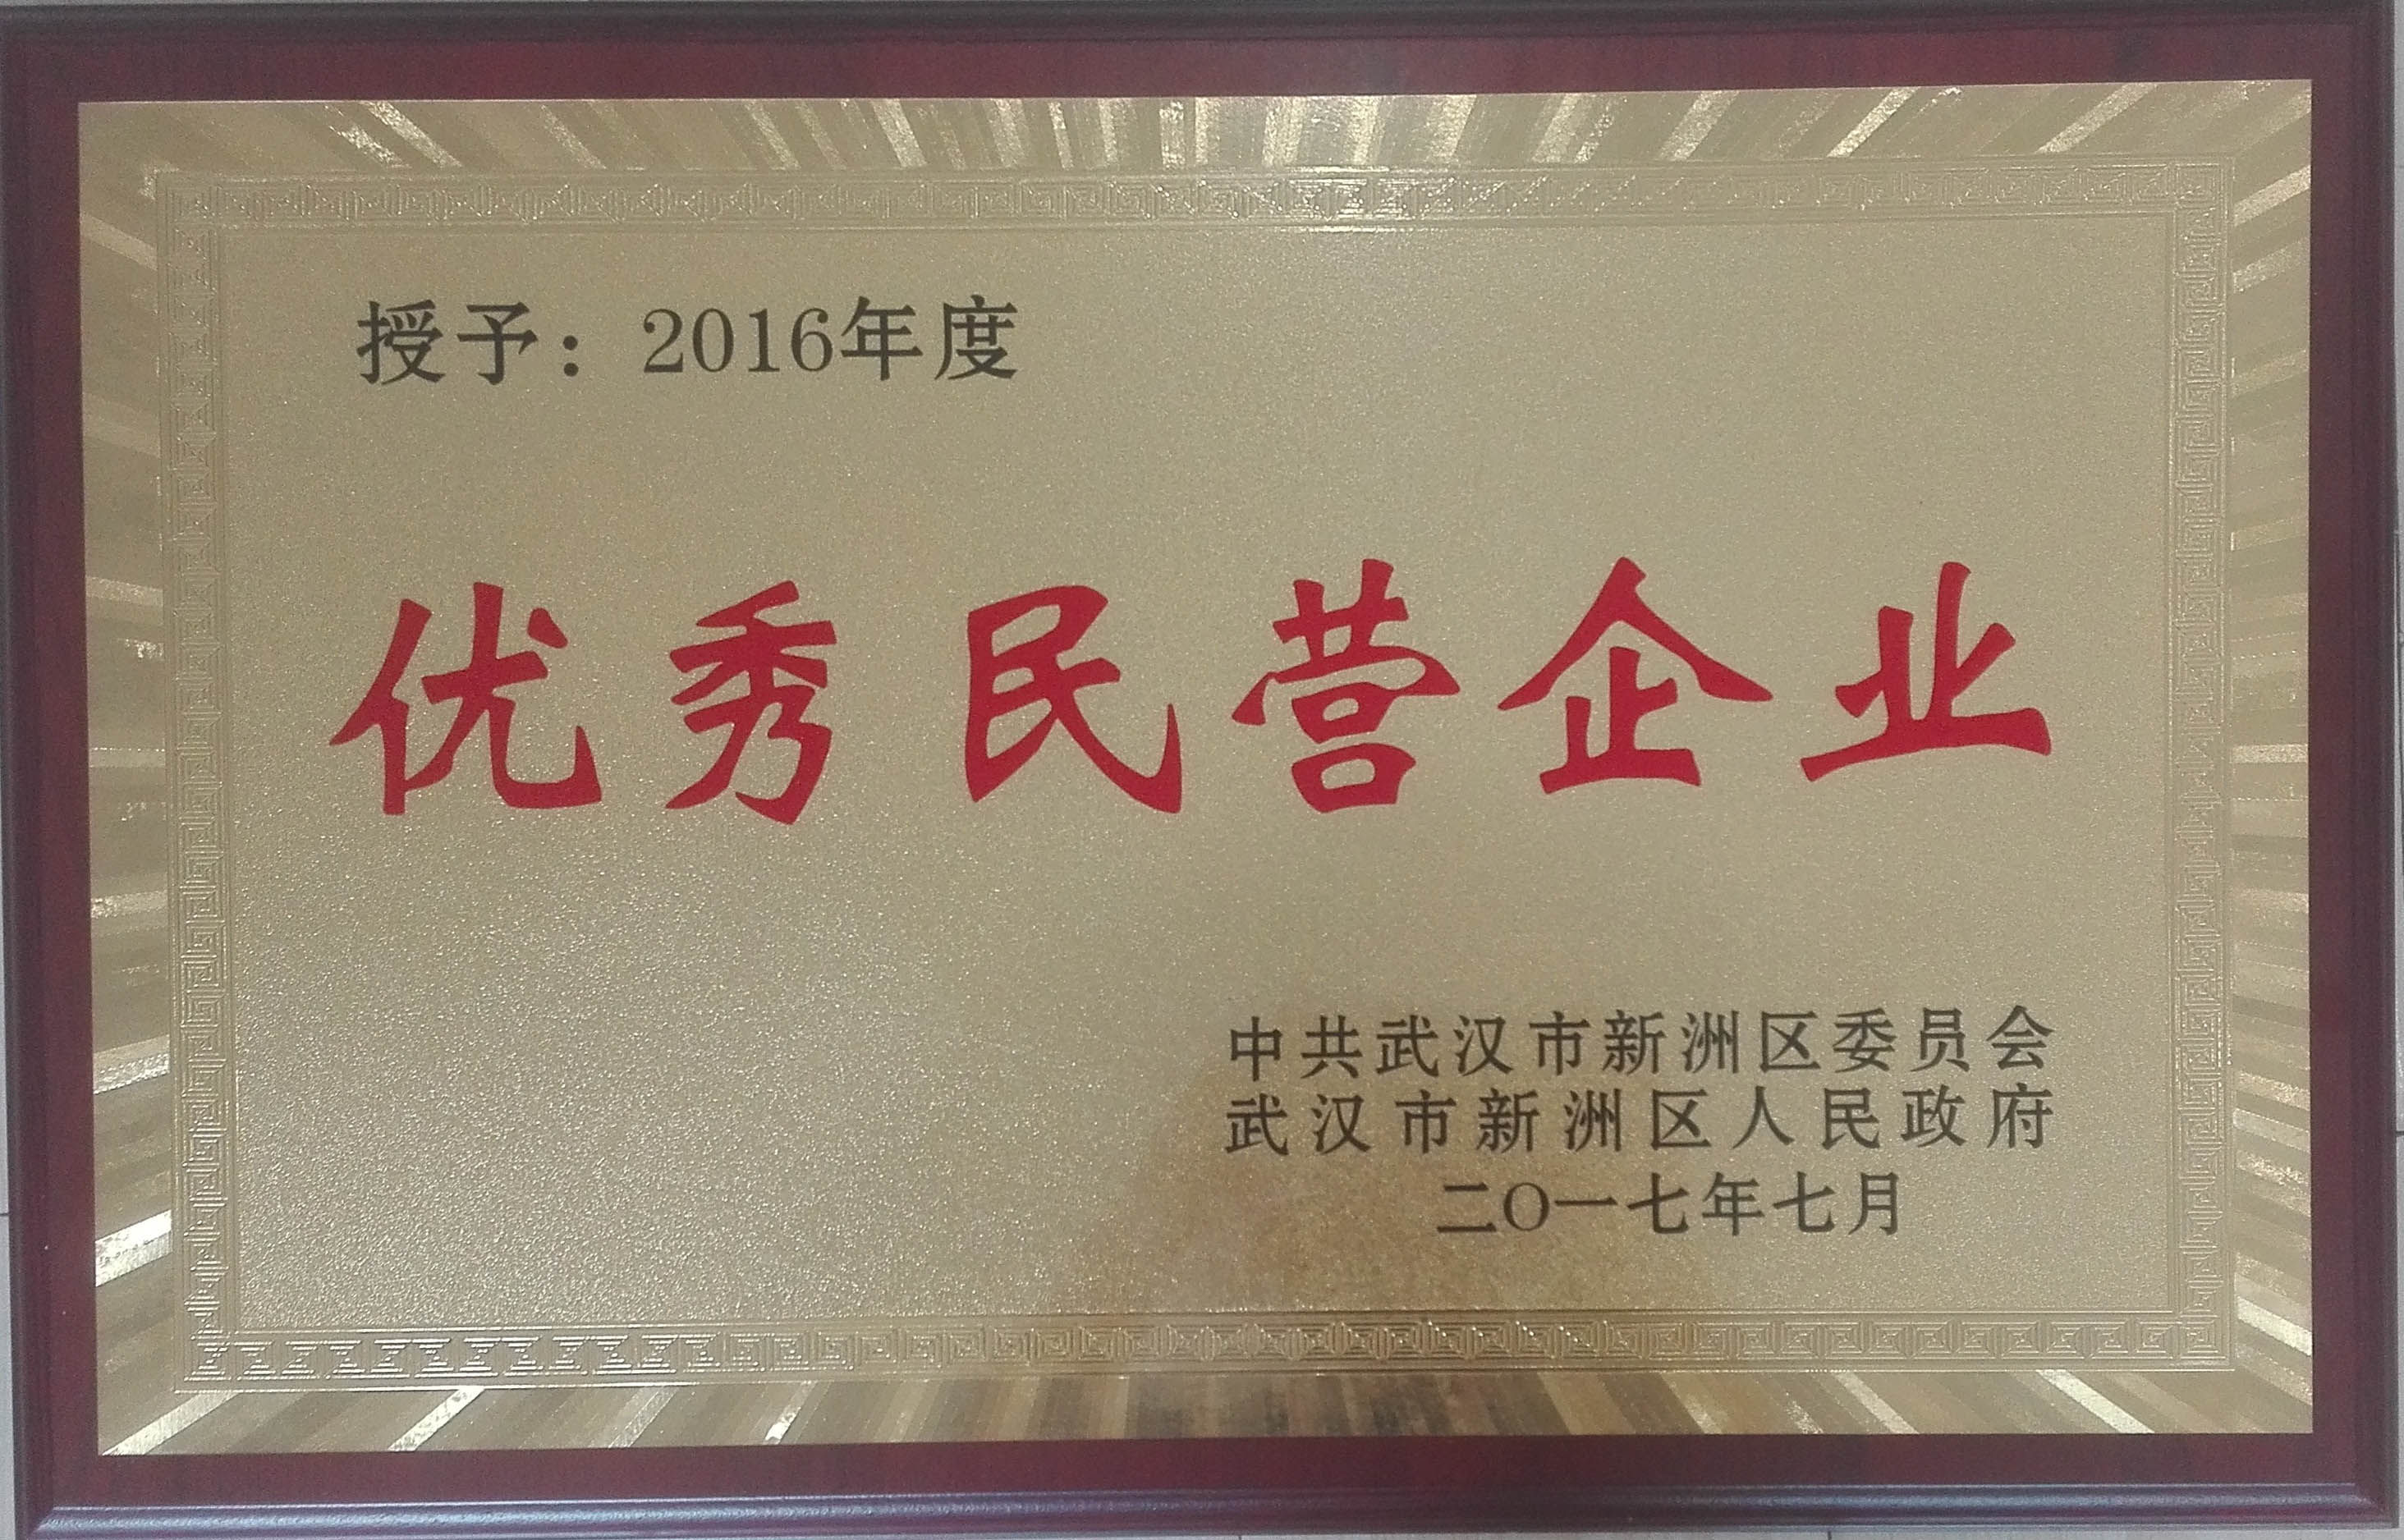 授予：2016年度
优秀民营企业
中共武汉市新洲区委员会
武汉市新洲区人民政府
二〇一七年七月